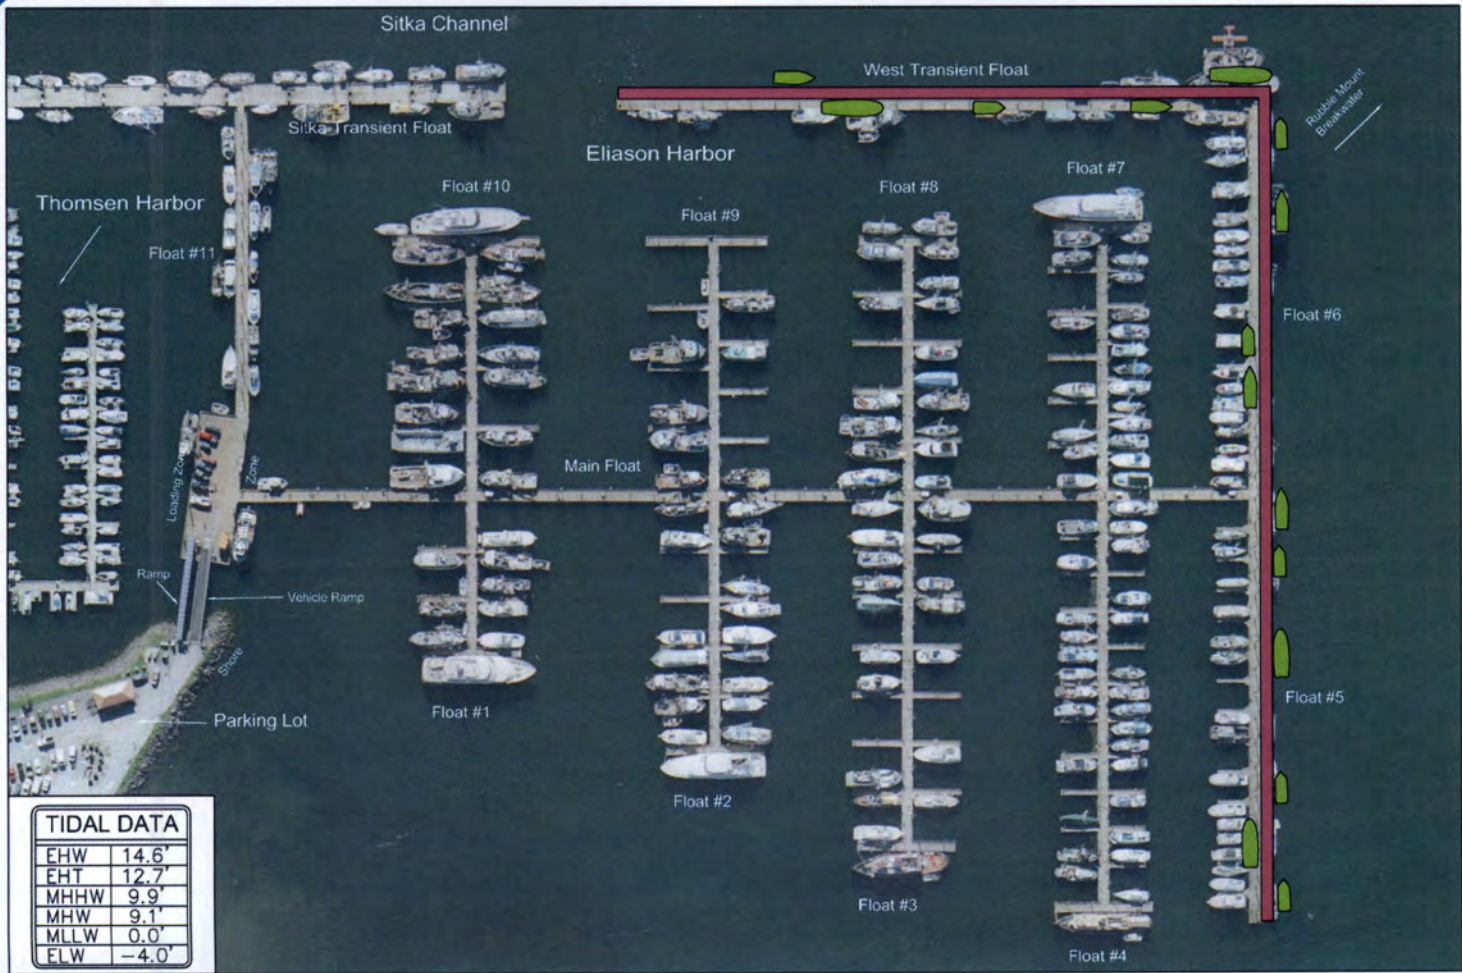 Sitka Channel
West Transient Float
Rubble Mount
Breakwater
Sitka Transient Float
Eliason Harbor
Float #7
Float #10
Float #8
Thomsen Harbor
Float #9
Float #11
Float #6
Main Float
Loading Zone
Zone
Ramp
Vehicle Ramp
Shore
Float #5
Float #1
Parking Lot
Float #2
TIDAL DATA
EHW 14.6'
EHT 12.7'
MHHW 9.9'
MHW 9.1'
MLLW 0.0'
ELW -4.0'
Float #3
Float #4